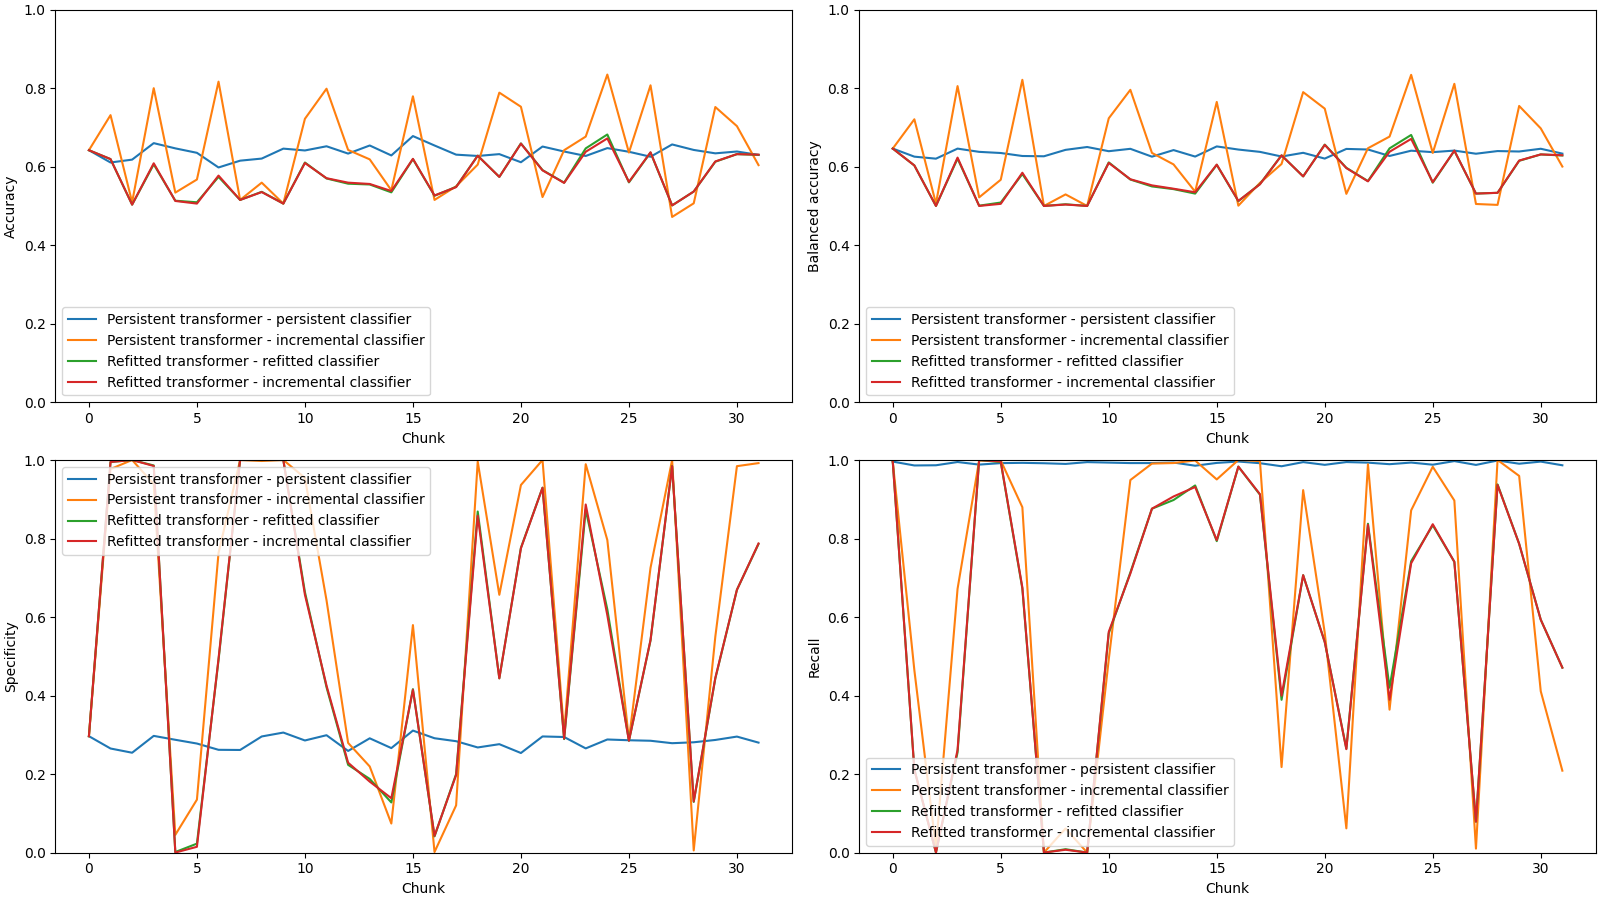 1.0
0.8
0.6
0.4
0.2
0.0
Accuracy
Persistent transformer - persistent classifier
Persistent transformer - incremental classifier
Refitted transformer - refitted classifier
Refitted transformer - incremental classifier
0 5 10 15 20 25 30
Chunk
1.0
0.8
0.6
0.4
0.2
0.0
Balanced accuracy
Persistent transformer - persistent classifier
Persistent transformer - incremental classifier
Refitted transformer - refitted classifier
Refitted transformer - incremental classifier
0 5 10 15 20 25 30
Chunk
1.0
0.8
0.6
0.4
0.2
0.0
Specificity
Persistent transformer - persistent classifier
Persistent transformer - incremental classifier
Refitted transformer - refitted classifier
Refitted transformer - incremental classifier
0 5 10 15 20 25 30
Chunk
1.0
0.8
0.6
0.4
0.2
0.0
Recall
Persistent transformer - persistent classifier
Persistent transformer - incremental classifier
Refitted transformer - refitted classifier
Refitted transformer - incremental classifier
0 5 10 15 20 25 30
Chunk